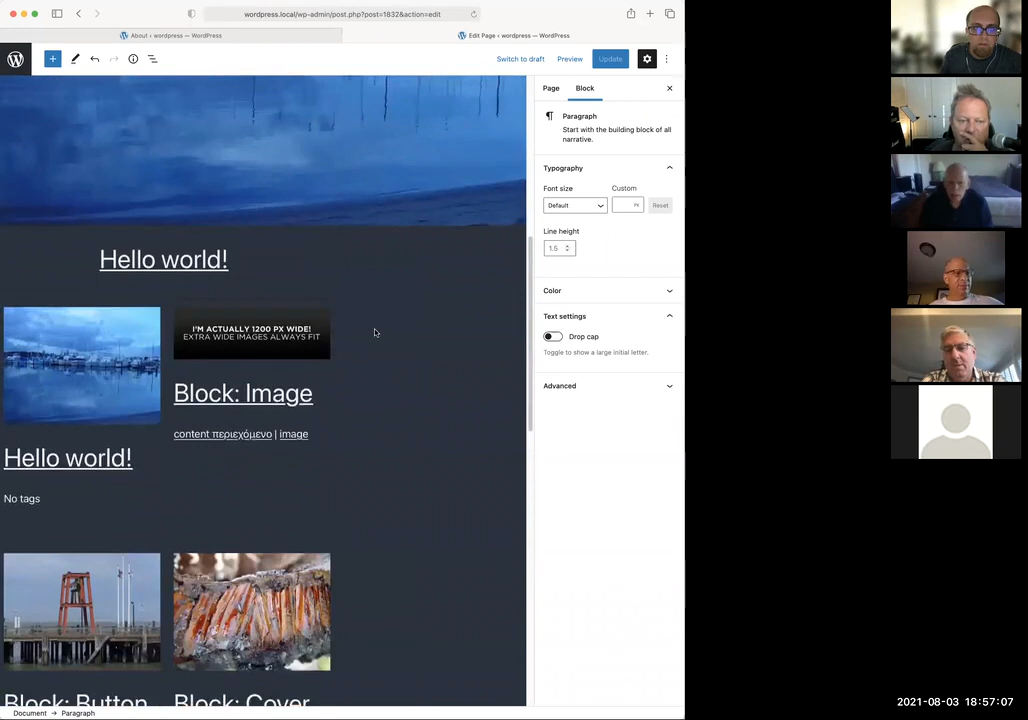 wordpress.local/wp-admin/post.php?post=1832&action=edit
About ‹ wordpress — WordPress
Edit Page ‹ wordpress — WordPress
Switch to draft
Preview
Update
Hello world!
I'M ACTUALLY 1200 PX WIDE!
EXTRA WIDE IMAGES ALWAYS FIT
Block: Image
content περιεχόμενο | image
Hello world!
No tags
Block: Button
Block: Cover
Document → Paragraph
Page
Block
Paragraph
Start with the building block of all
narrative.
Typography
Font size
Custom
Default
PX
Reset
Line height
1.5
Color
Text settings
Drop cap
Toggle to show a large initial letter.
Advanced
2021-08-03 18:57:07